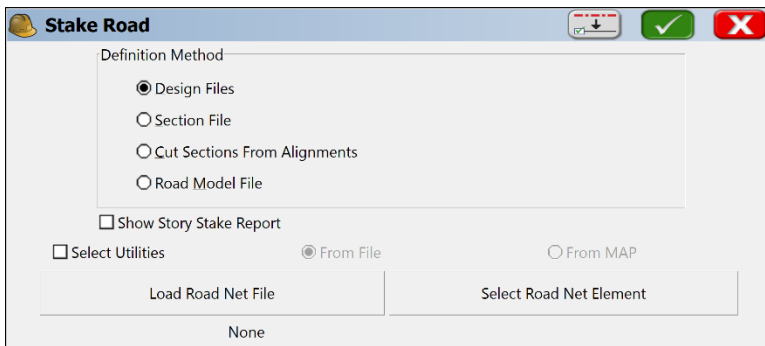 Stake Road
Definition Method
Design Files
Section File
Cut Sections From Alignments
Road Model File
Show Story Stake Report
Select Utilities From File From MAP
Load Road Net File Select Road Net Element
None